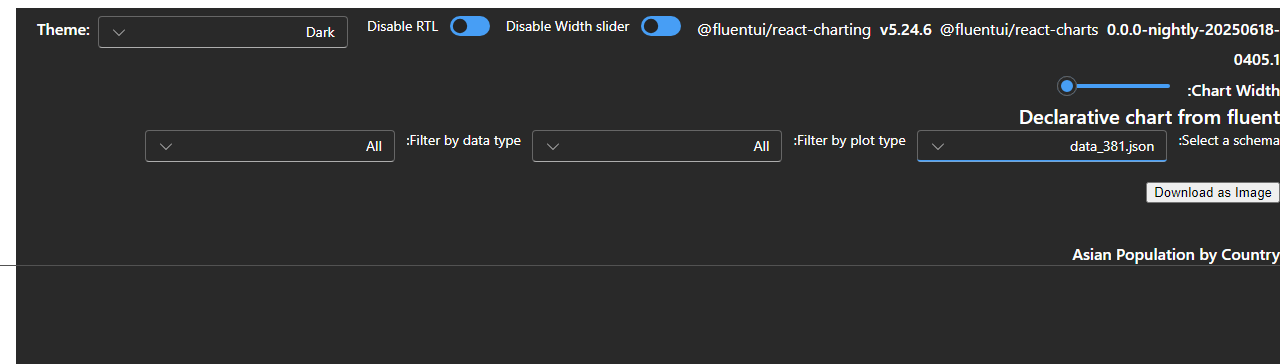 Theme: Dark Disable RTL Disable Width slider @fluentui/react-charting v5.24.6 @fluentui/react-charts 0.0.0-nightly-20250618-
0405.1
:Chart Width
Declarative chart from fluent
:Select a schema data_381.json :Filter by plot type All :Filter by data type All
Download as Image
Asian Population by Country